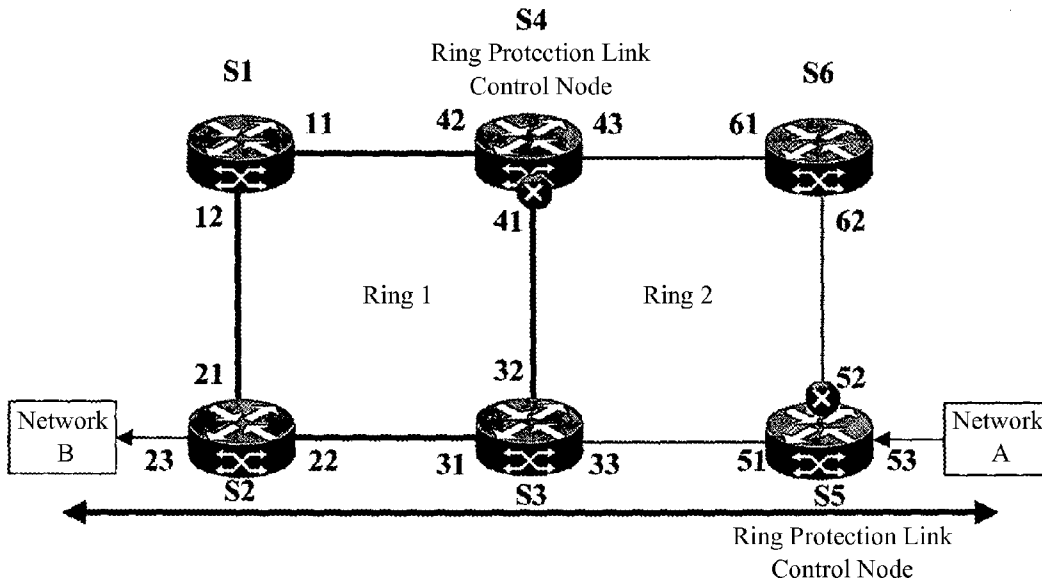 S4
Ring Protection Link
Control Node
S1
S6
11
42
43
61
12
41
62
Ring 1
Ring 2
21
32
52
Network
B
Network
A
23
22
31
33
51
53
S2
S3
S5
Ring Protection Link
Control Node